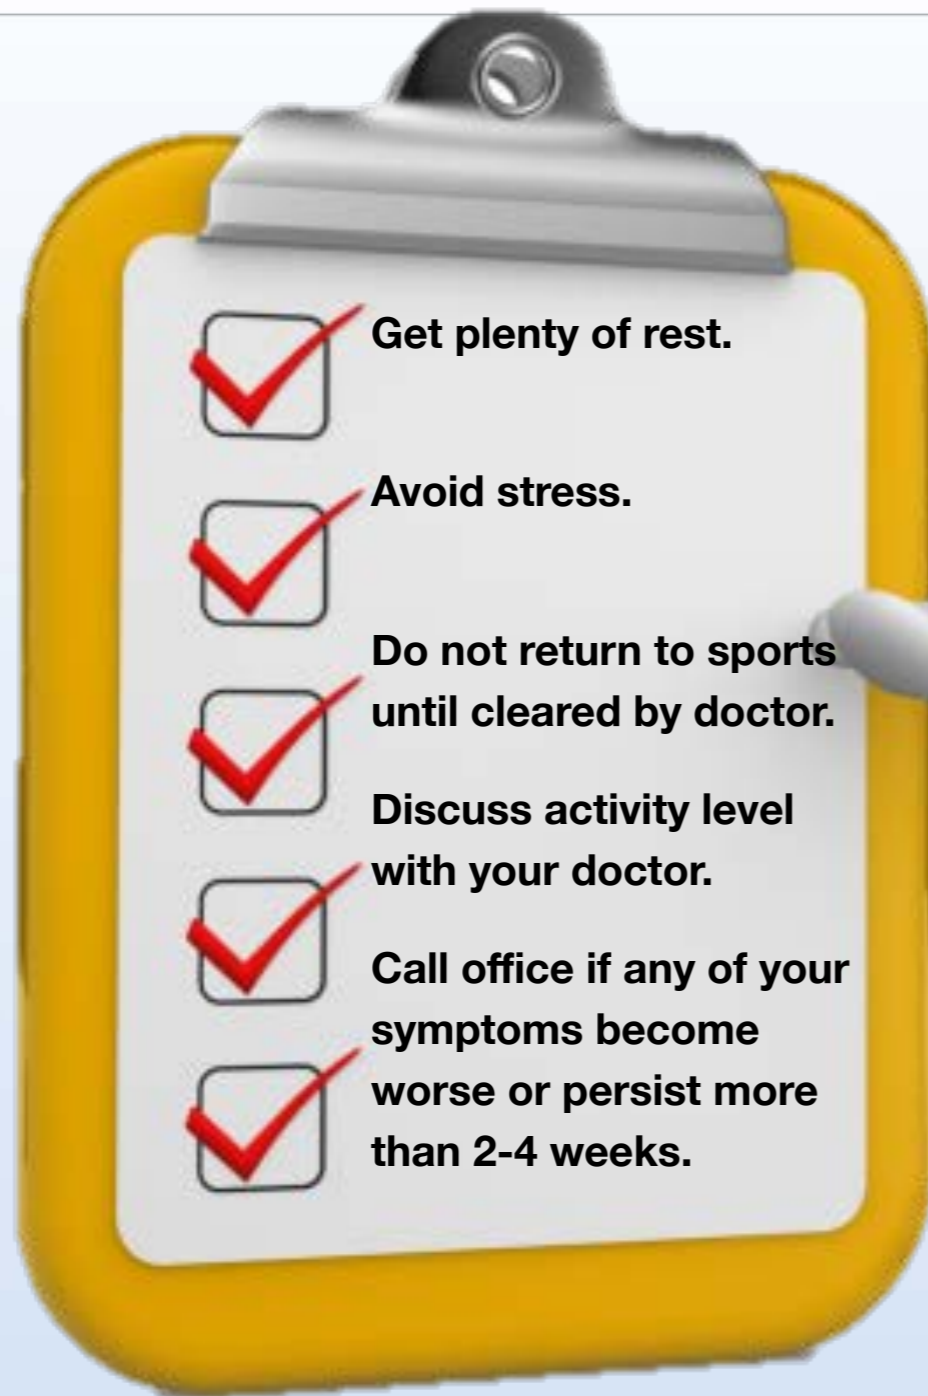 Get plenty of rest.
Avoid stress.
Do not return to sports
until cleared by doctor.
Discuss activity level
with your doctor.
Call office if any of your
symptoms become
worse or persist more
than 2-4 weeks.